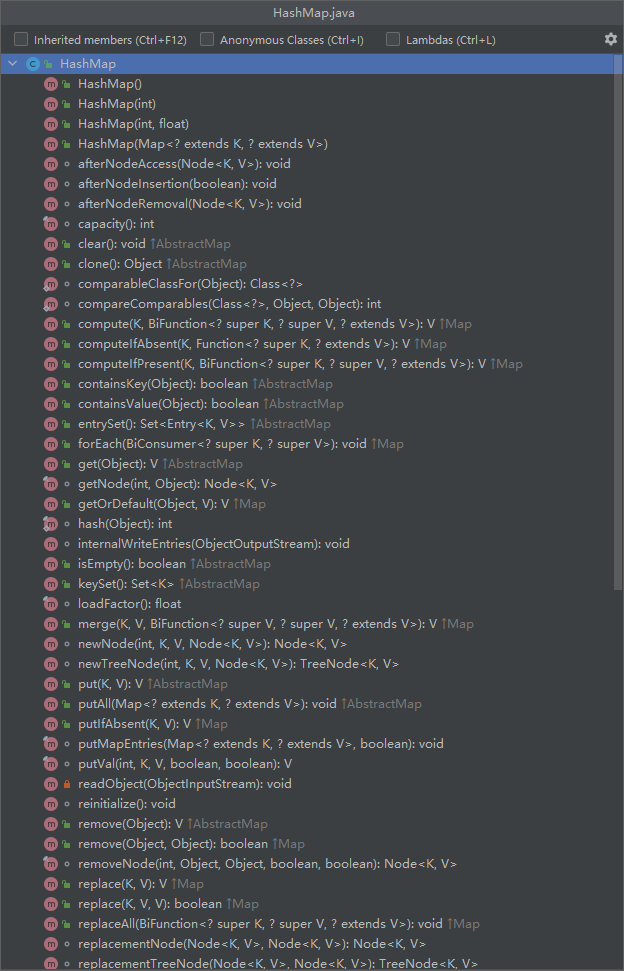 HashMap.java
Inherited members (Ctrl+F12) Anonymous Classes (Ctrl+I) Lambdas (Ctrl+L)
HashMap
HashMap()
HashMap(int)
HashMap(int, float)
HashMap(Map<? extends K, ? extends V>)
afterNodeAccess(Node<K, V>): void
afterNodeInsertion(boolean): void
afterNodeRemoval(Node<K, V>): void
capacity(): int
clear(): void ↑AbstractMap
clone(): Object ↑AbstractMap
comparableClassFor(Object): Class<?>
compareComparables(Class<?>, Object, Object): int
compute(K, BiFunction<? super K, ? super V, ? extends V>): V ↑Map
computeIfAbsent(K, Function<? super K, ? extends V>): V ↑Map
computeIfPresent(K, BiFunction<? super K, ? super V, ? extends V>): V ↑Map
containsKey(Object): boolean ↑AbstractMap
containsValue(Object): boolean ↑AbstractMap
entrySet(): Set<Entry<K, V>> ↑AbstractMap
forEach(BiConsumer<? super K, ? super V>): void ↑Map
get(Object): V ↑AbstractMap
getNode(int, Object): Node<K, V>
getOrDefault(Object, V): V ↑Map
hash(Object): int
internalWriteEntries(ObjectOutputStream): void
isEmpty(): boolean ↑AbstractMap
keySet(): Set<K> ↑AbstractMap
loadFactor(): float
merge(K, V, BiFunction<? super V, ? super V, ? extends V>): V ↑Map
newNode(int, K, V, Node<K, V>): Node<K, V>
newTreeNode(int, K, V, Node<K, V>): TreeNode<K, V>
put(K, V): V ↑AbstractMap
putAll(Map<? extends K, ? extends V>): void ↑AbstractMap
putIfAbsent(K, V): V ↑Map
putMapEntries(Map<? extends K, ? extends V>, boolean): void
putVal(int, K, V, boolean, boolean): V
readObject(ObjectInputStream): void
reinitialize(): void
remove(Object): V ↑AbstractMap
remove(Object, Object): boolean ↑Map
removeNode(int, Object, Object, boolean, boolean): Node<K, V>
replace(K, V): V ↑Map
replace(K, V, V): boolean ↑Map
replaceAll(BiFunction<? super K, ? super V, ? extends V>): void ↑Map
replacementNode(Node<K, V>, Node<K, V>): Node<K, V>
replacementTreeNode(Node<K, V>, Node<K, V>): TreeNode<K, V>